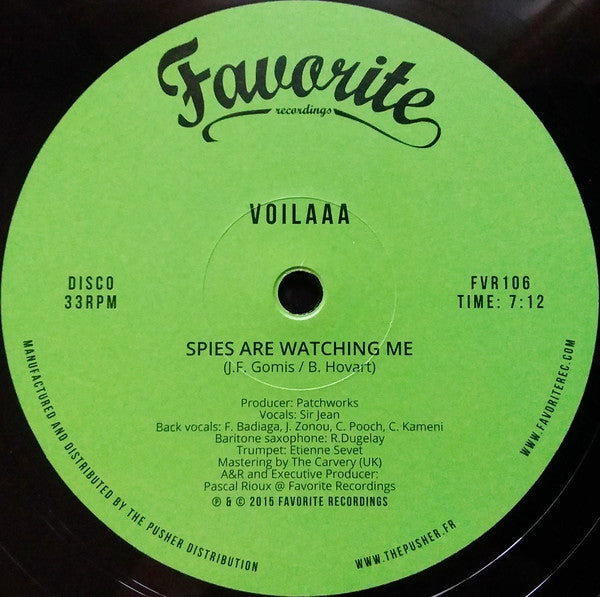 Favorite
recordings
VOILAAA
DISCO
33RPM
FVR106
TIME: 7:12
SPIES ARE WATCHING ME
(J.F. Gomis / B. Hovart)
Producer: Patchworks
Vocals: Sir Jean
Back vocals: F. Badiaga, J. Zonou, C. Pooch, C. Kameni
Baritone saxophone: R.Dugelay
Trumpet: Etienne Sevet
Mastering by The Carvery (UK)
A&R and Executive Producer:
Pascal Rioux @ Favorite Recordings
℗ & © 2015 FAVORITE RECORDINGS
MANUFACTURED AND DISTRIBUTED BY THE PUSHER DISTRIBUTION
WWW.THEPUSHER.FR
WWW.FAVORITEREC.COM